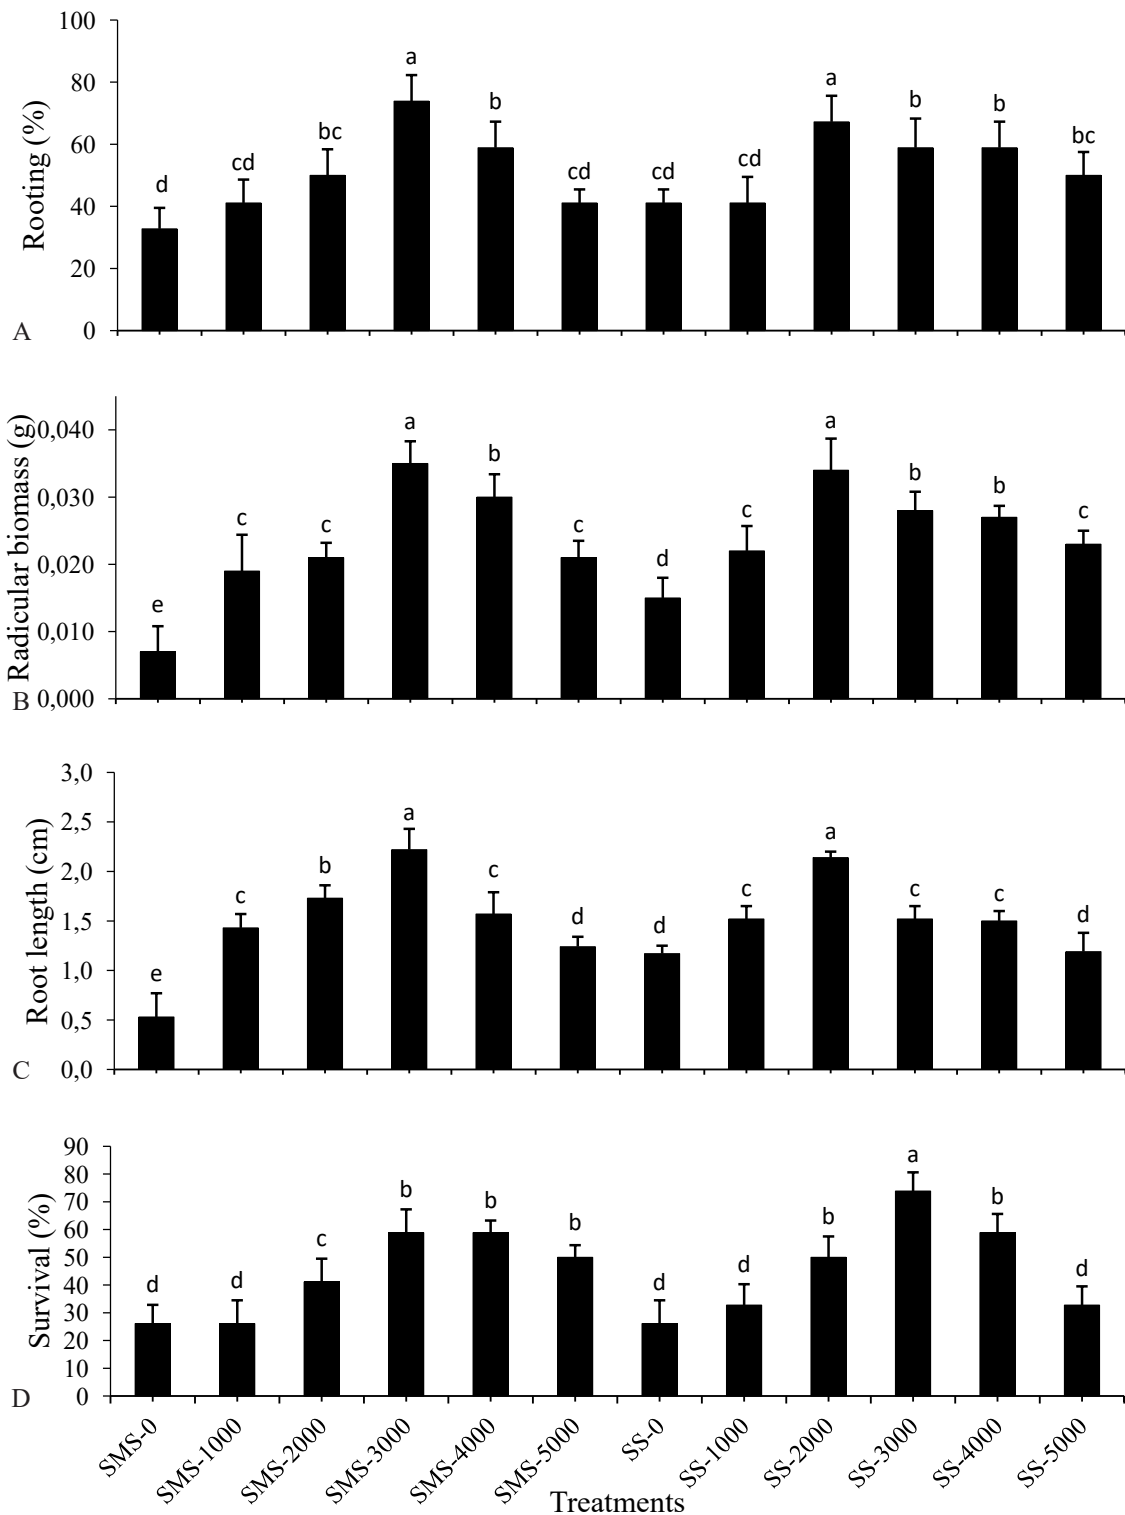 100
80
60
40
20
0
Rooting (%)
A
d
cd
bc
a
b
cd
cd
cd
a
b
b
bc
0,040
0,030
0,020
0,010
0,000
Radicular biomass (g)
B
e
c
c
a
b
c
d
c
a
b
b
c
3,0
2,5
2,0
1,5
1,0
0,5
0,0
Root length (cm)
C
e
c
b
a
c
d
d
c
a
c
c
d
90
80
70
60
50
40
30
20
10
0
Survival (%)
D
d
d
c
b
b
b
d
d
b
a
b
d
SMS-0
SMS-1000
SMS-2000
SMS-3000
SMS-4000
SMS-5000
SS-0
SS-1000
SS-2000
SS-3000
SS-4000
SS-5000
Treatments